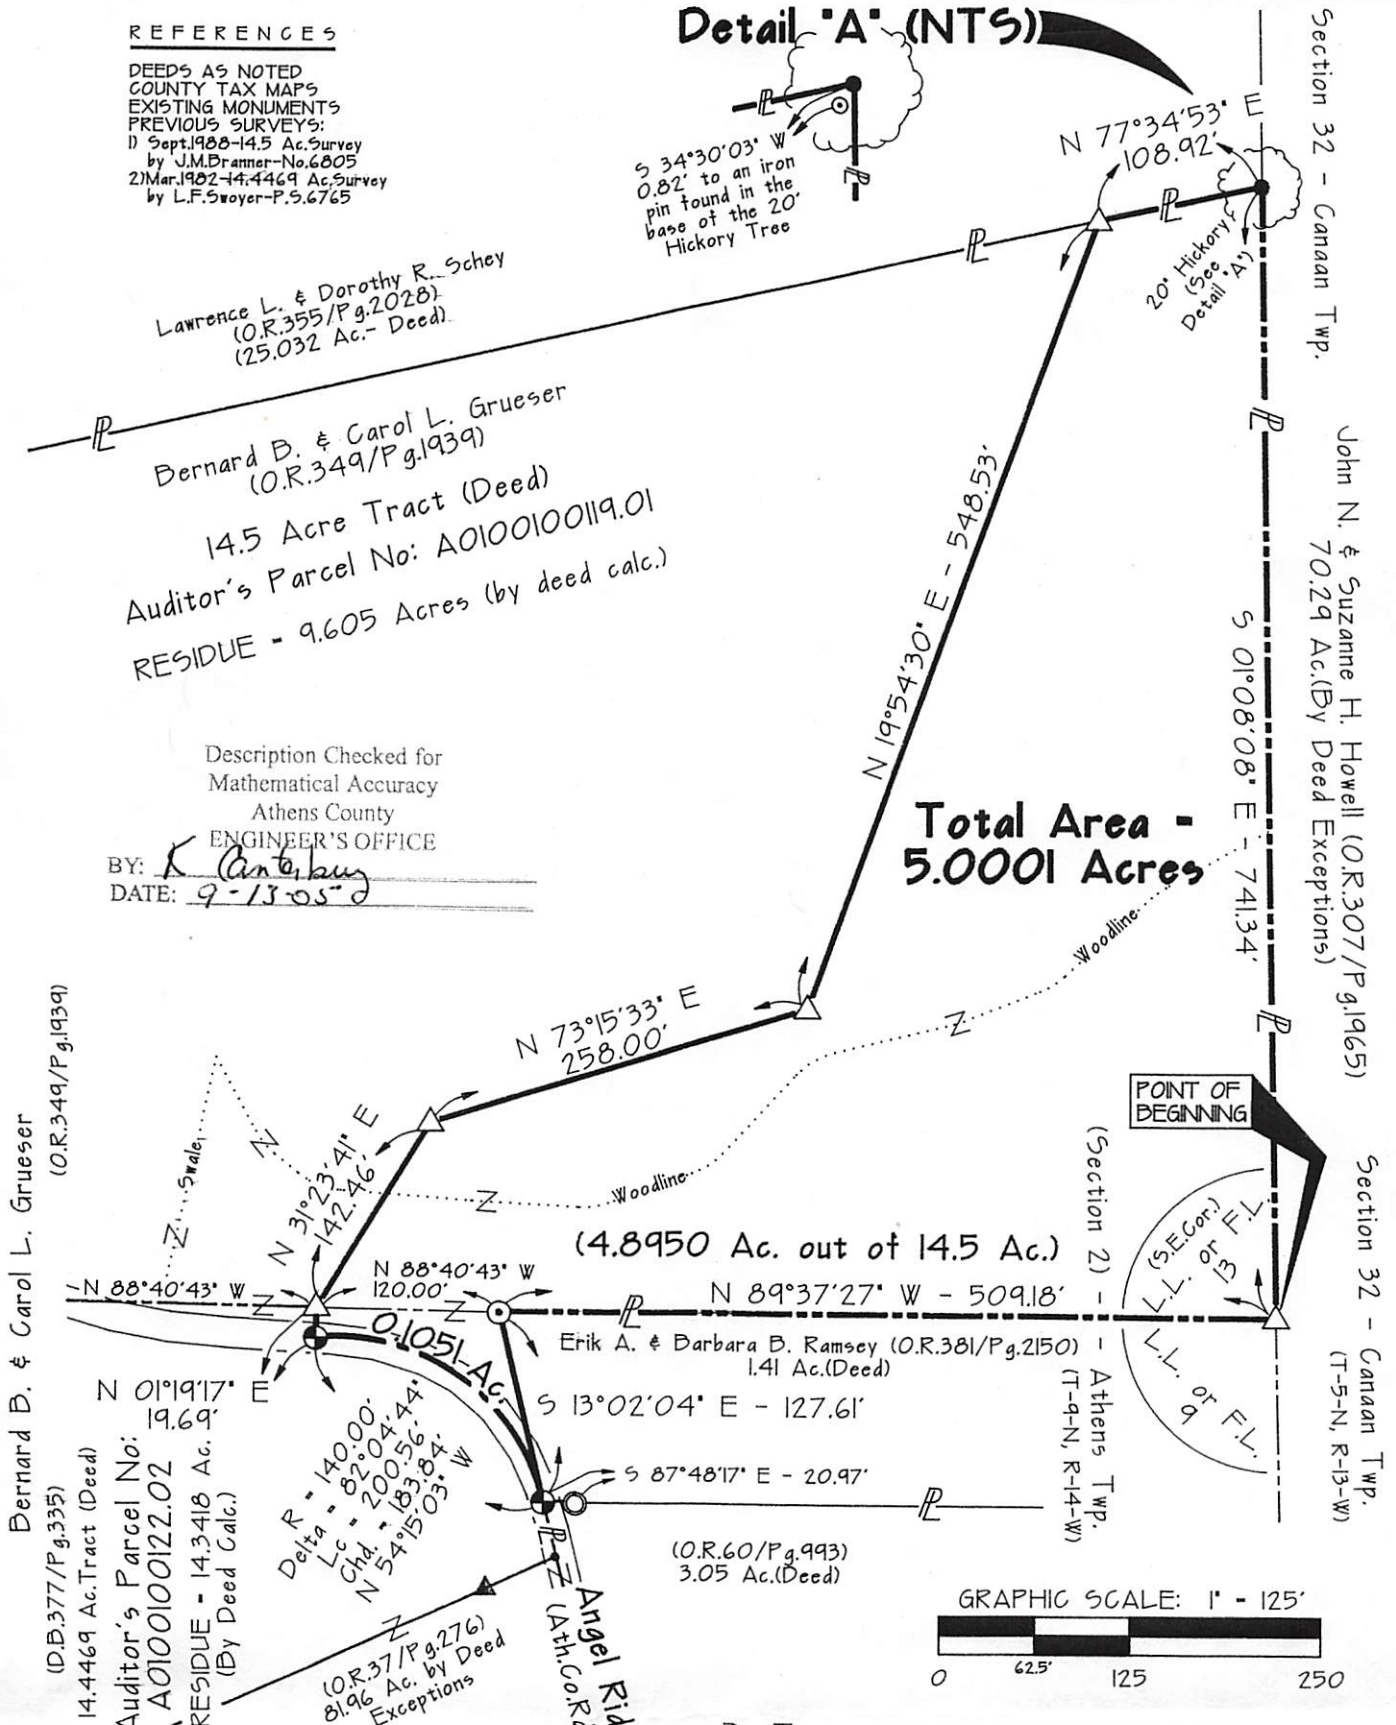 REFERENCES
DEEDS AS NOTED
COUNTY TAX MAPS
EXISTING MONUMENTS
PREVIOUS SURVEYS:
1) Sept.1988-14.5 Ac.Survey
by J.M.Branner-No.6805
2)Mar.1982-14.4469 Ac.Survey
by L.F.Swoyer-P.S.6765
Detail "A" (NTS)
S 34°30'03" W
0.82' to an iron
pin found in the
base of the 20"
Hickory Tree
N 77°34'53" E
108.92'
20" Hickory
(See
Detail "A")
Section 32 - Canaan Twp.
Lawrence L. & Dorothy R. Schey
(O.R.355/Pg.2028)
(25.032 Ac.- Deed)
Bernard B. & Carol L. Grueser
(O.R.349/Pg.1939)
14.5 Acre Tract (Deed)
Auditor's Parcel No: A0100100119.01
RESIDUE = 9.605 Acres (by deed calc.)
N 19°54'30" E - 548.53'
S 01°08'08" E - 741.34'
John N. & Suzanne H. Howell (O.R.307/Pg.1965)
70.29 Ac.(By Deed Exceptions)
Description Checked for
Mathematical Accuracy
Athens County
ENGINEER'S OFFICE
BY: K Canterbury
DATE: 9-13-05
Total Area =
5.0001 Acres
Woodline
N 73°15'33" E
258.00'
POINT OF
BEGINNING
Swale
N 31°23'41" E
142.46'
Woodline
(4.8950 Ac. out of 14.5 Ac.)
N 88°40'43" W
N 88°40'43" W
120.00'
N 89°37'27" W - 509.18'
Erik A. & Barbara B. Ramsey (O.R.381/Pg.2150)
1.41 Ac.(Deed)
0.1051 Ac.
S 13°02'04" E - 127.61'
S 87°48'17" E - 20.97'
N 01°19'17" E
19.69'
R = 140.00'
Delta = 82°04'44"
Lc = 200.56'
Chd. = 183.84'
N 54°15'03" W
(S.E.Cor.)
L.L. or F.L.
13
L.L. or F.L.
9
(Section 2) - Athens Twp.
(T-9-N, R-14-W)
Section 32 - Canaan Twp.
(T-5-N, R-13-W)
Bernard B. & Carol L. Grueser
(O.R.349/Pg.1939)
(D.B.377/Pg.335)
14.4469 Ac.Tract (Deed)
Auditor's Parcel No:
A0100100122.02
RESIDUE = 14.3418 Ac.
(By Deed Calc.)
(O.R.60/Pg.993)
3.05 Ac.(Deed)
(O.R.37/Pg.276)
81.96 Ac. by Deed
Exceptions
Angel Rid
(Ath.Co.Rd
GRAPHIC SCALE: 1" = 125'
0 62.5' 125 250